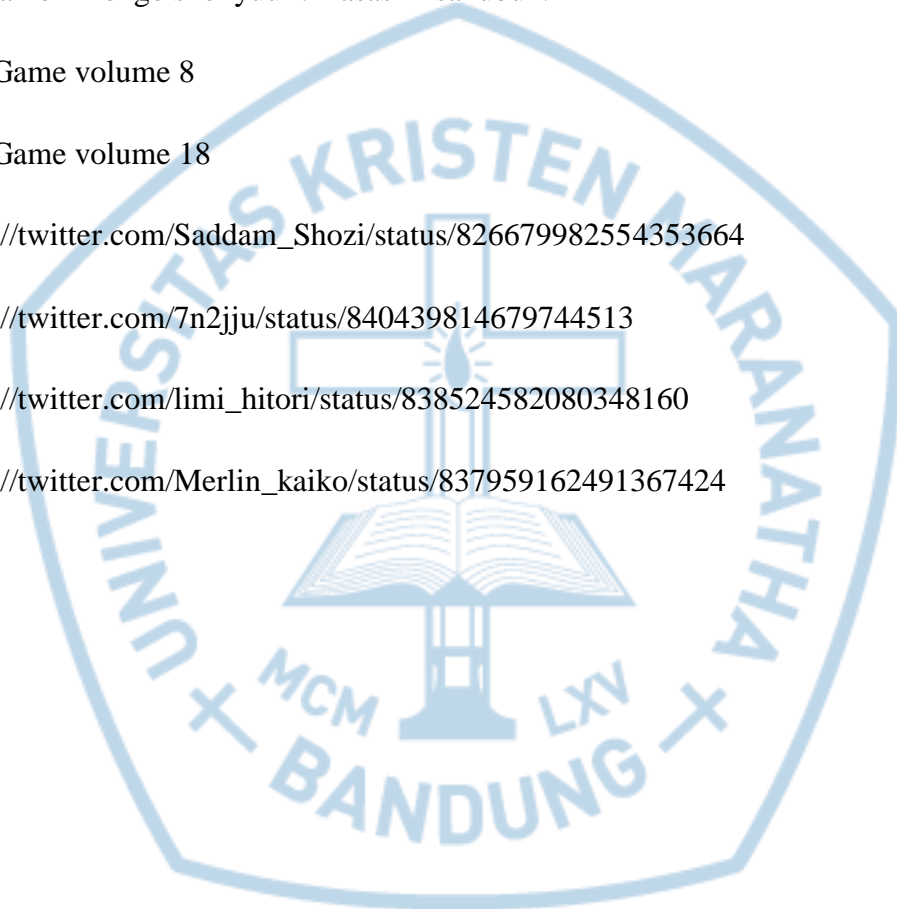 Game volume 8
Game volume 18
//twitter.com/Saddam_Shozi/status/826679982554353664
//twitter.com/7n2jju/status/840439814679744513
//twitter.com/limi_hitori/status/838524582080348160
//twitter.com/Merlin_kaiko/status/837959162491367424
UNIVERSITAS KRISTEN MARANATHA
MCM LXV
BANDUNG